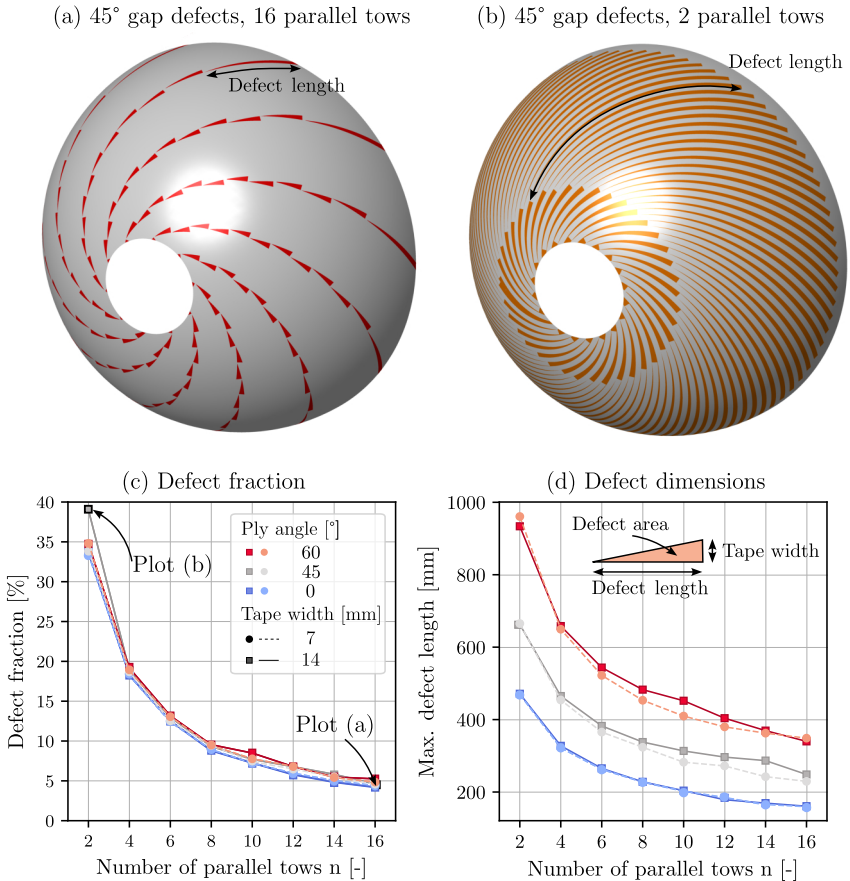 (a) 45° gap defects, 16 parallel tows
Defect length
(b) 45° gap defects, 2 parallel tows
Defect length
(c) Defect fraction
Defect fraction [%]
40
35
30
25
20
15
10
5
0
2 4 6 8 10 12 14 16
Number of parallel tows n [-]
Plot (b)
Plot (a)
Ply angle [°]
60
45
0
Tape width [mm]
7
14
(d) Defect dimensions
Max. defect length [mm]
1000
800
600
400
200
2 4 6 8 10 12 14 16
Number of parallel tows n [-]
Defect area
Tape width
Defect length